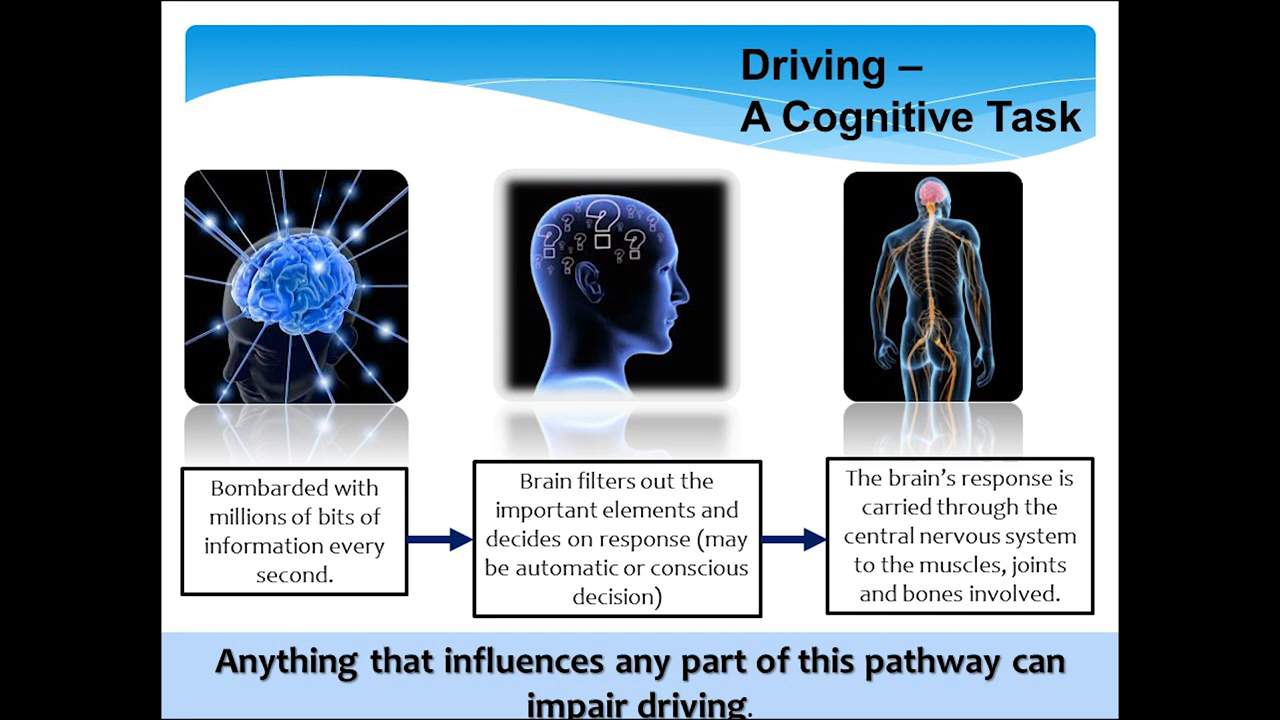 Driving –
A Cognitive Task
Bombarded with
millions of bits of
information every
second.
Brain filters out the
important elements and
decides on response (may
be automatic or conscious
decision)
The brain's response is
carried through the
central nervous system
to the muscles, joints
and bones involved.
Anything that influences any part of this pathway can
impair driving.